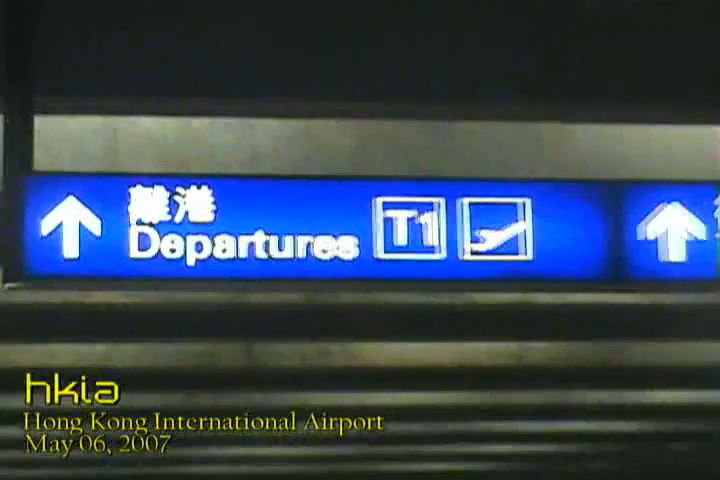 離港
Departures
T1
hkia
Hong Kong International Airport
May 06, 2007